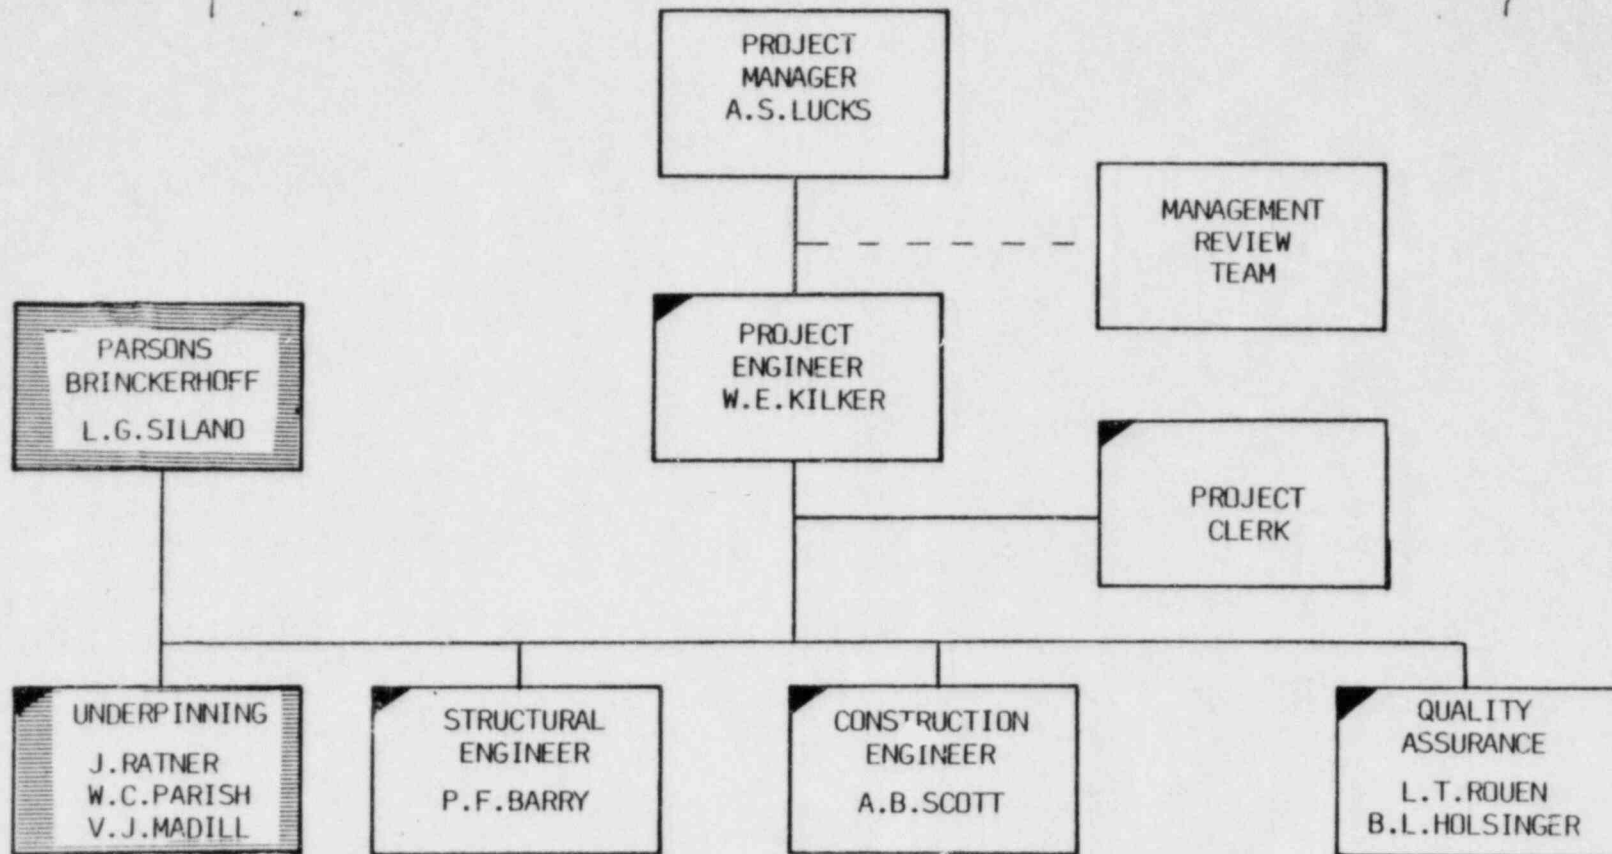 PROJECT
MANAGER
A.S.LUCKS
MANAGEMENT
REVIEW
TEAM
PARSONS
BRINCKERHOFF
L.G.SILANO
PROJECT
ENGINEER
W.E.KILKER
PROJECT
CLERK
UNDERPINNING
J.RATNER
W.C.PARISH
V.J.MADILL
STRUCTURAL
ENGINEER
P.F.BARRY
CONSTRUCTION
ENGINEER
A.B.SCOTT
QUALITY
ASSURANCE
L.T.ROUEN
B.L.HOLSINGER